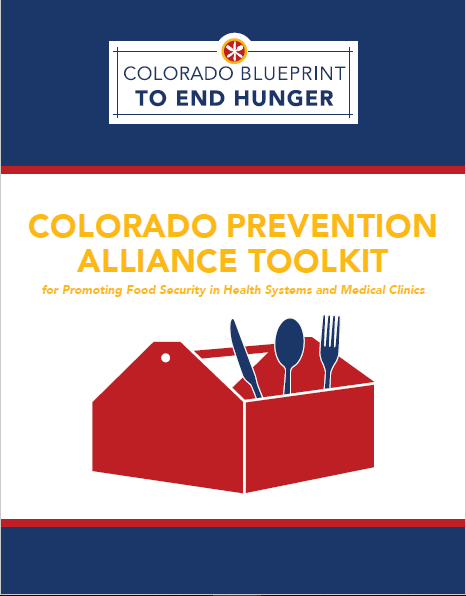 COLORADO BLUEPRINT
TO END HUNGER
COLORADO PREVENTION
ALLIANCE TOOLKIT
for Promoting Food Security in Health Systems and Medical Clinics